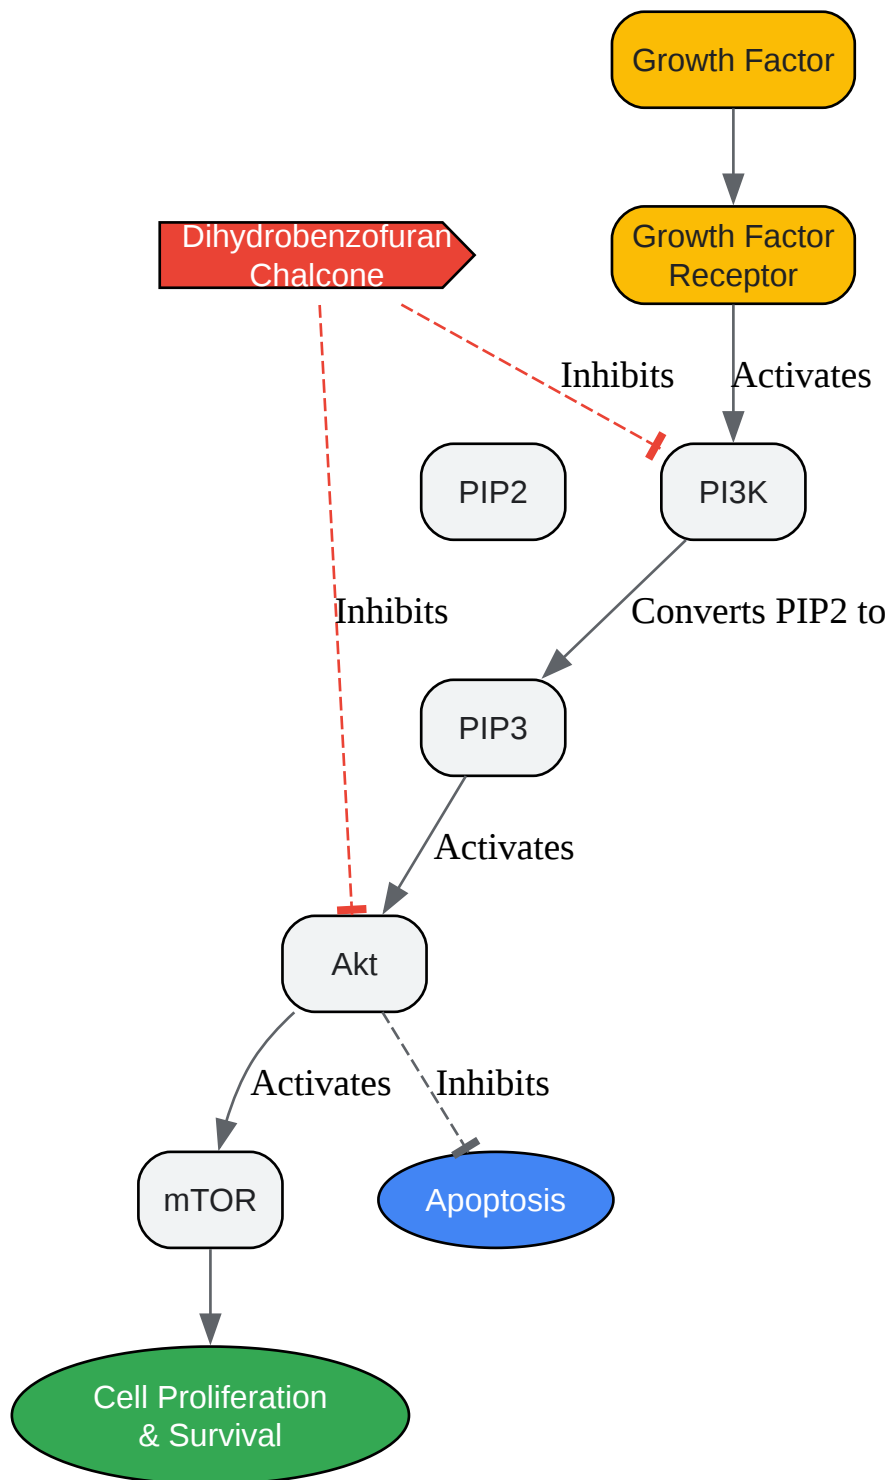 Growth Factor
Dihydrobenzofuran
Chalcone
Growth Factor
Receptor
Inhibits
Activates
PIP2
PI3K
Inhibits
Converts PIP2 to
PIP3
Activates
Akt
Activates
Inhibits
mTOR
Apoptosis
Cell Proliferation
& Survival